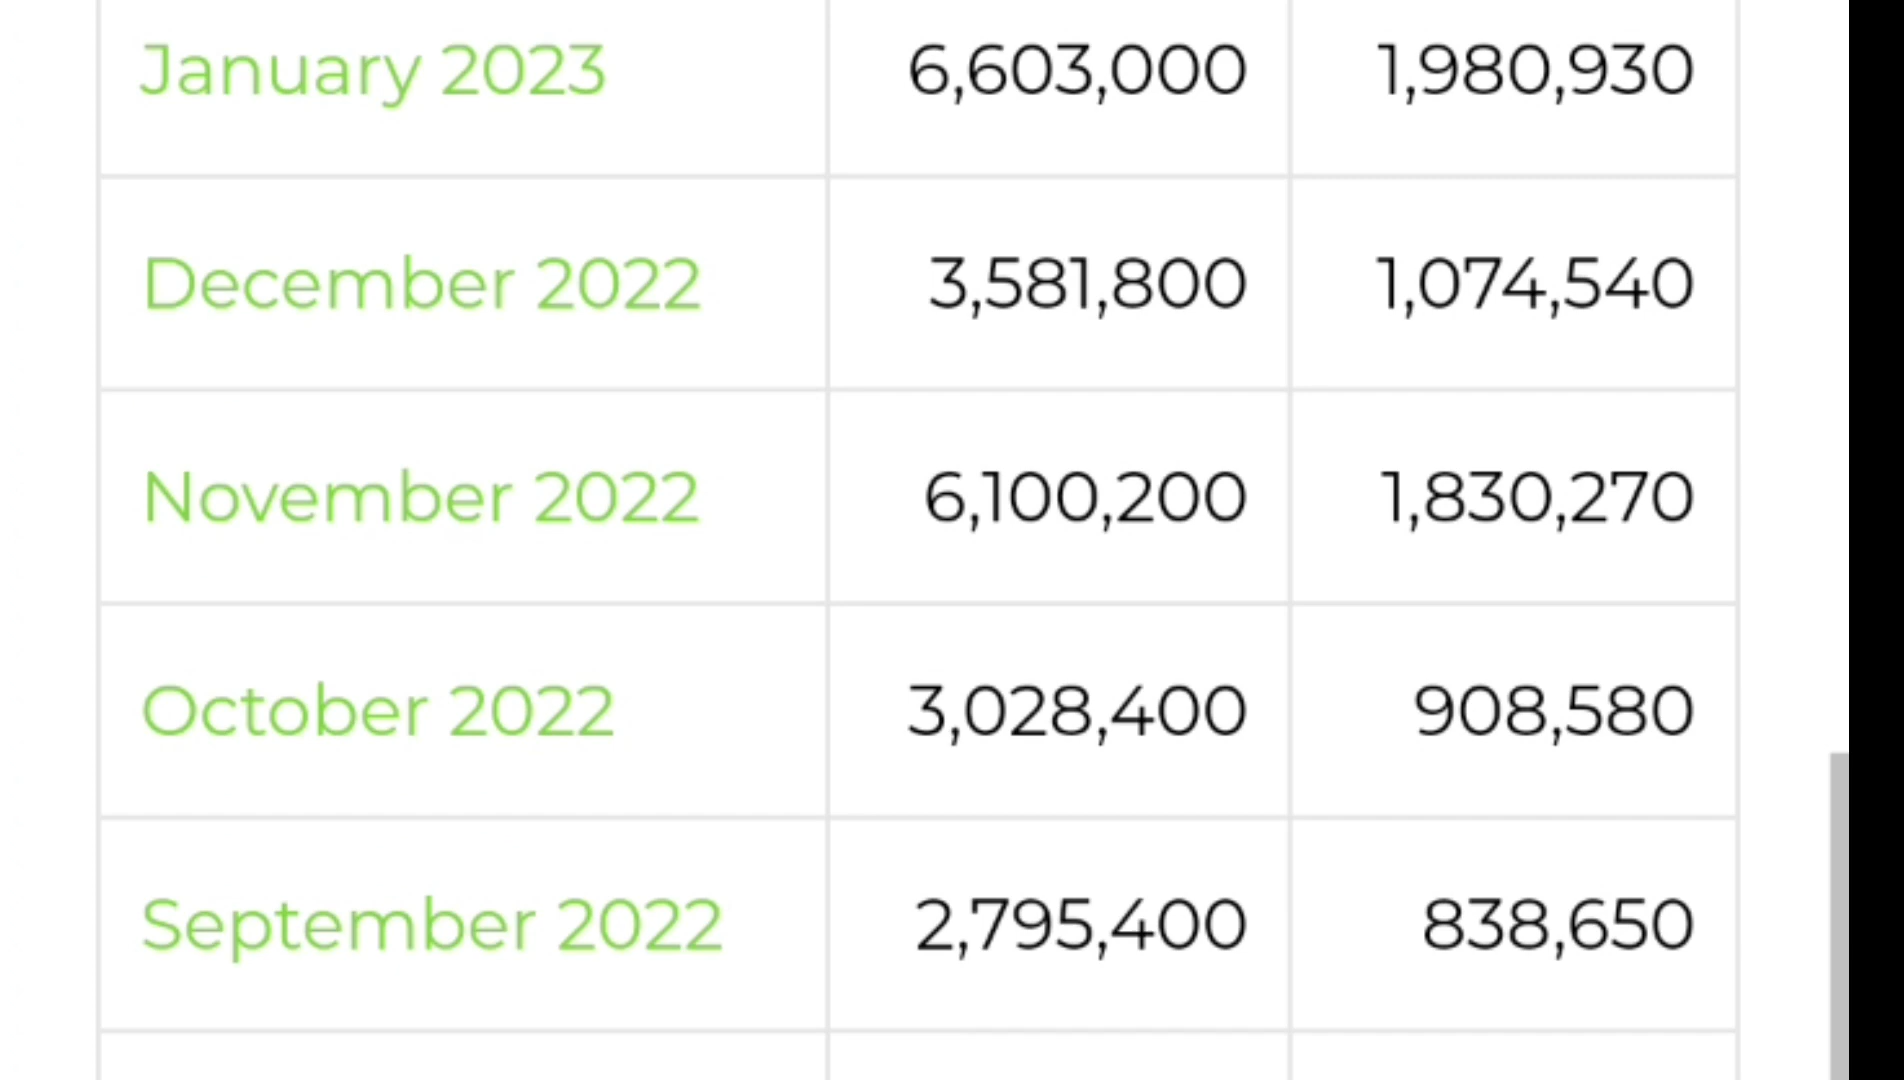 January 2023 6,603,000 1,980,930
December 2022 3,581,800 1,074,540
November 2022 6,100,200 1,830,270
October 2022 3,028,400 908,580
September 2022 2,795,400 838,650